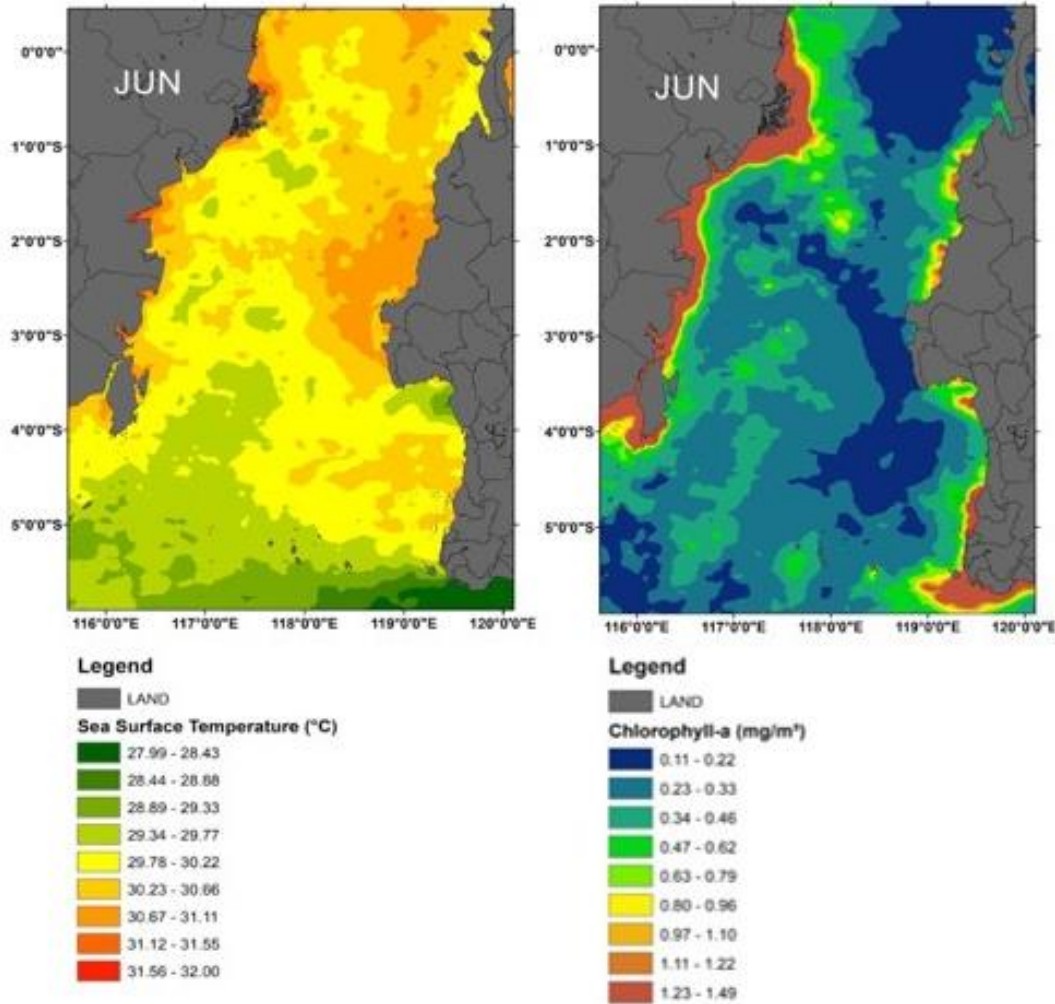 JUN
0°0'0"
1°0'0"S
2°0'0"S
3°0'0"S
4°0'0"S
5°0'0"S
116°0'0"E 117°0'0"E 118°0'0"E 119°0'0"E 120°0'0"E
Legend
LAND
Sea Surface Temperature (°C)
27.99 - 28.43
28.44 - 28.88
28.89 - 29.33
29.34 - 29.77
29.78 - 30.22
30.23 - 30.66
30.67 - 31.11
31.12 - 31.55
31.56 - 32.00
JUN
0°0'0"
1°0'0"S
2°0'0"S
3°0'0"S
4°0'0"S
5°0'0"S
116°0'0"E 117°0'0"E 118°0'0"E 119°0'0"E 120°0'0"E
Legend
LAND
Chlorophyll-a (mg/m³)
0.11 - 0.22
0.23 - 0.33
0.34 - 0.46
0.47 - 0.62
0.63 - 0.79
0.80 - 0.96
0.97 - 1.10
1.11 - 1.22
1.23 - 1.49